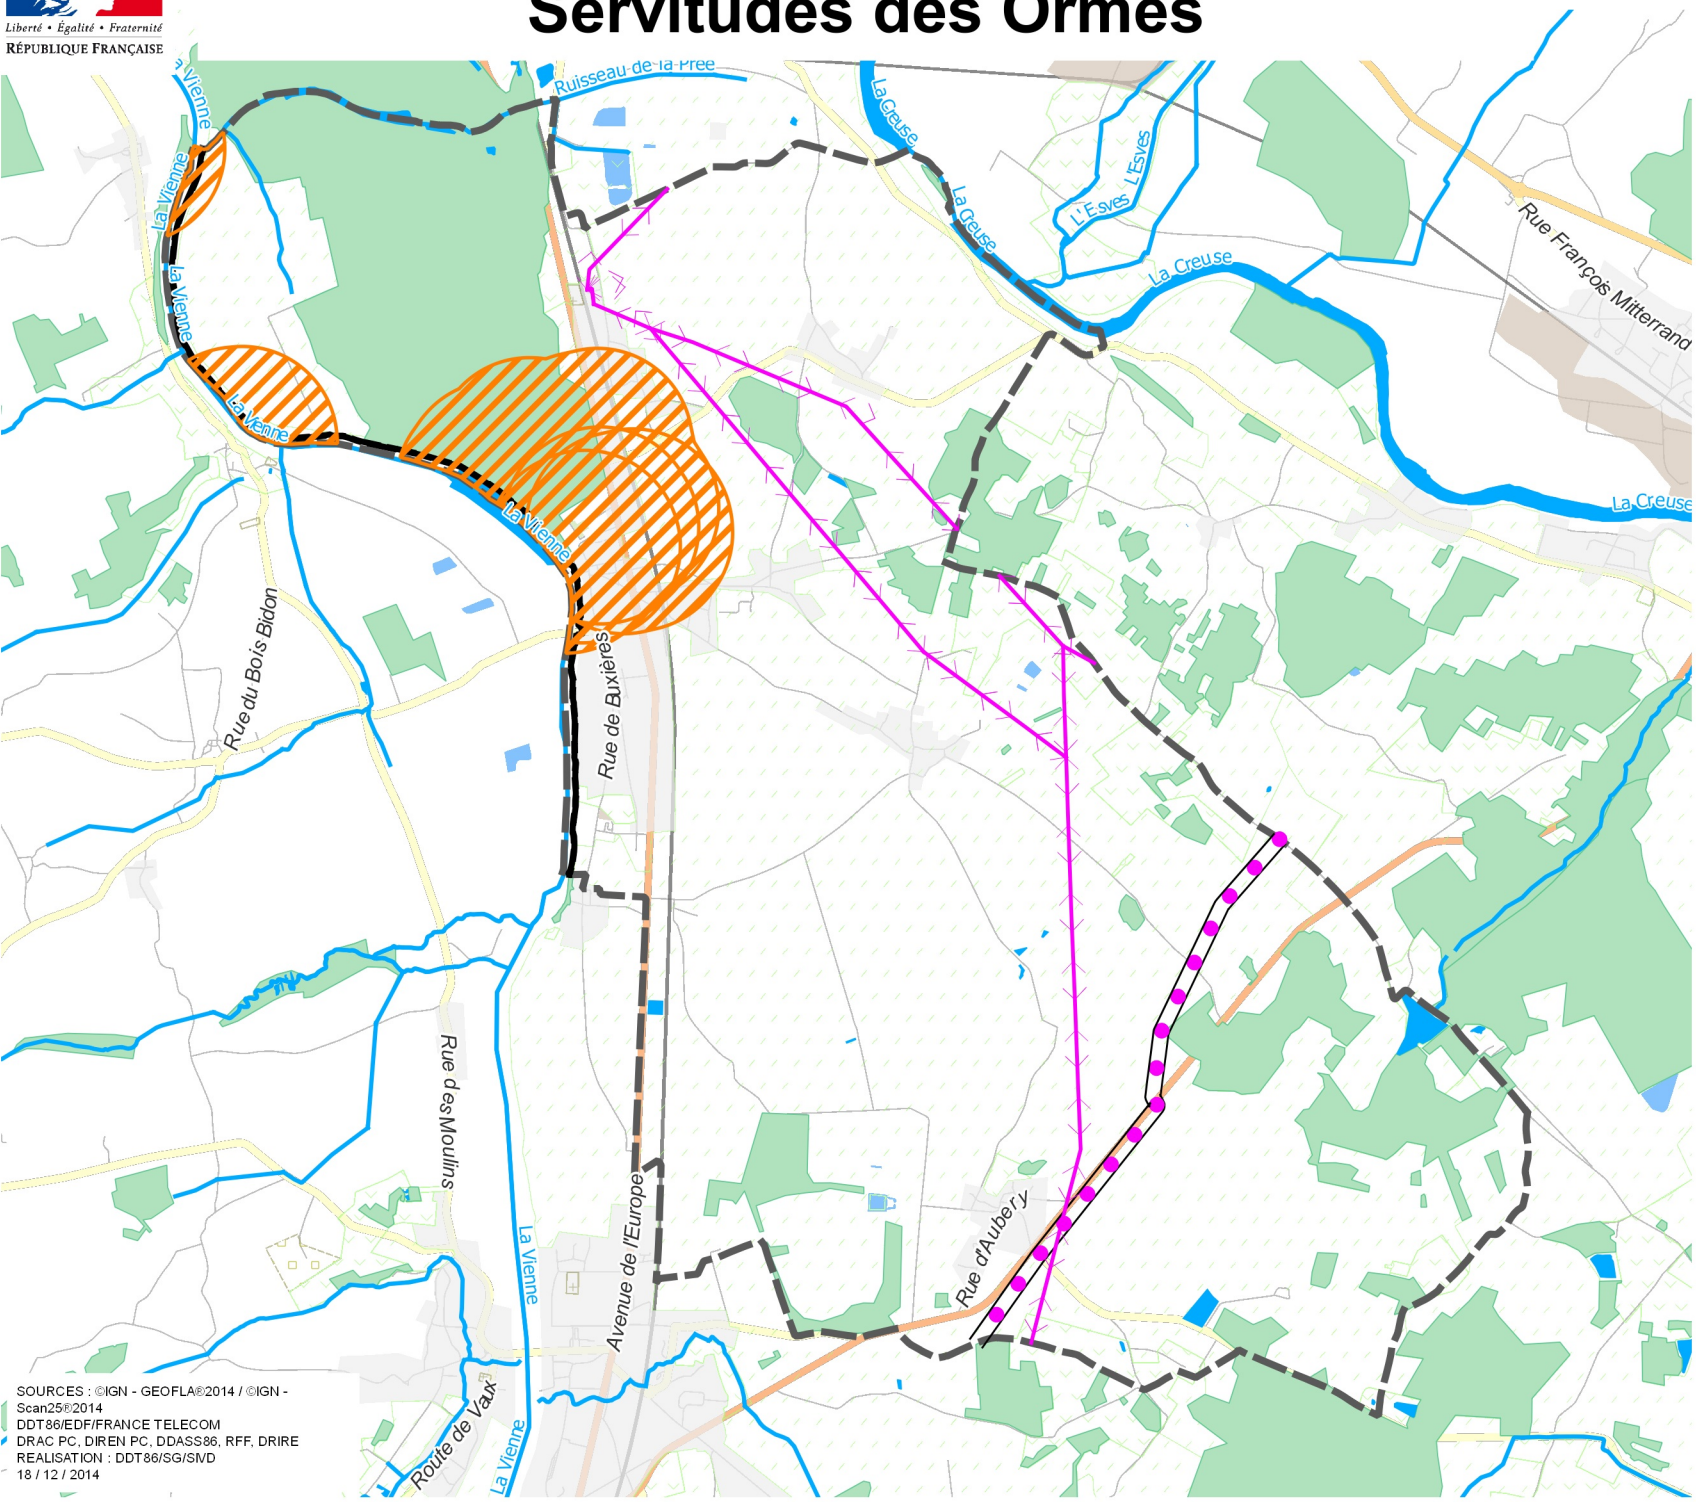 Servitudes des Ormes
Liberté • Égalité • Fraternité
RÉPUBLIQUE FRANÇAISE
La Vienne
Ruisseau de la Prée
La Creuse
L'Esves
La Vienne
L'Esves
La Creuse
Rue François Mitterrand
La Creuse
La Vienne
La Vienne
La Creuse
La Vienne
Rue du Bois Bidon
Rue de Buxières
Rue des Moulins
Avenue de l'Europe
Rue d'Aubery
La Vienne
Route de Vaux
La Vienne
SOURCES : ©IGN - GEOFLA®2014 / ©IGN -
Scan25®2014
DDT86/EDF/FRANCE TELECOM
DRAC PC, DIREN PC, DDASS86, RFF, DRIRE
REALISATION : DDT86/SG/SIVD
18 / 12 / 2014